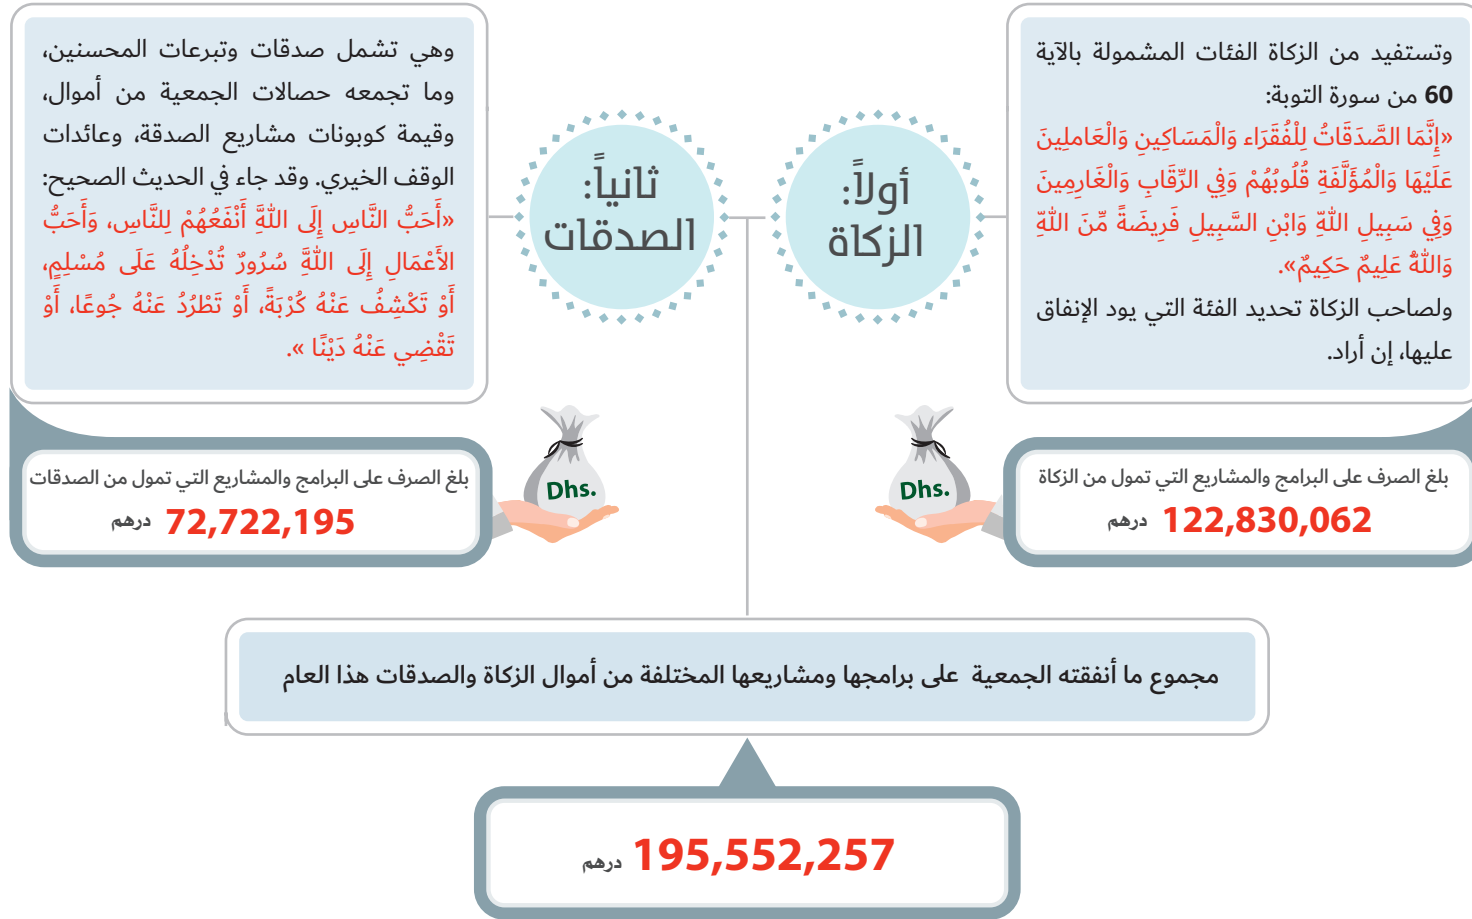 أولاً:
الزكاة
وتستفيد من الزكاة الفئات المشمولة بالآية
60 من سورة التوبة:
«إِنَّمَا الصَّدَقَاتُ لِلْفُقَرَاء وَالْمَسَاكِينِ وَالْعَاملِينَ
عَلَيْهَا وَالْمُؤَلَّفَةِ قُلُوبُهُمْ وَفِي الرِّقَابِ وَالْغَارِمِينَ
وَفِي سَبِيلِ اللّهِ وَابْنِ السَّبِيلِ فَرِيضَةً مِّنَ اللّهِ
وَاللّهُ عَلِيمٌ حَكِيمٌ».
ولصاحب الزكاة تحديد الفئة التي يود الإنفاق
عليها، إن أراد.
Dhs.
بلغ الصرف على البرامج والمشاريع التي تمول من الزكاة
122,830,062 درهم
ثانياً:
الصدقات
وهي تشمل صدقات وتبرعات المحسنين،
وما تجمعه حصالات الجمعية من أموال،
وقيمة كوبونات مشاريع الصدقة، وعائدات
الوقف الخيري. وقد جاء في الحديث الصحيح:
«أَحَبُّ النَّاسِ إِلَى اللَّهِ أَنْفَعُهُمْ لِلنَّاسِ، وَأَحَبُّ
الأَعْمَالِ إِلَى اللَّهِ سُرُورٌ تُدْخِلُهُ عَلَى مُسْلِمٍ،
أَوْ تَكْشِفُ عَنْهُ كُرْبَةً، أَوْ تَطْرُدُ عَنْهُ جُوعًا، أَوْ
تَقْضِي عَنْهُ دَيْنًا ».
Dhs.
بلغ الصرف على البرامج والمشاريع التي تمول من الصدقات
72,722,195 درهم
مجموع ما أنفقته الجمعية على برامجها ومشاريعها المختلفة من أموال الزكاة والصدقات هذا العام
195,552,257 درهم